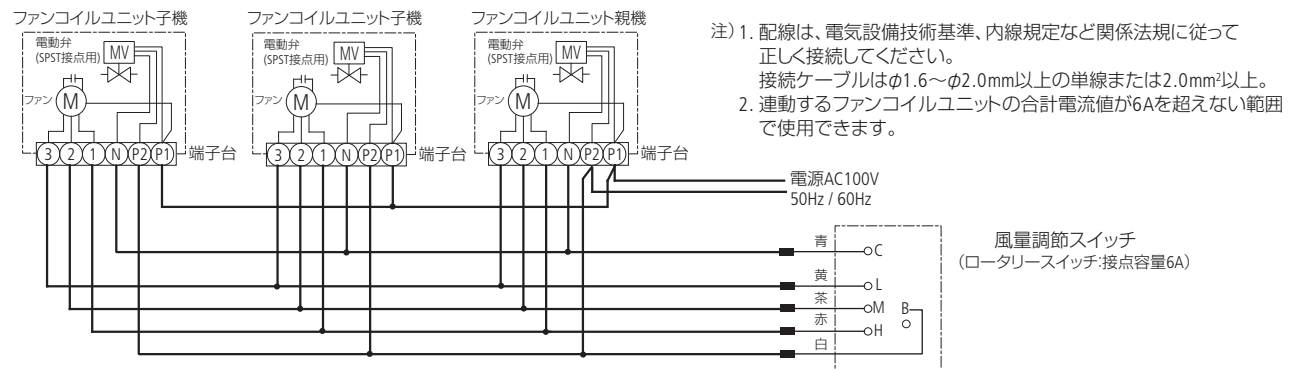 ファンコイルユニット子機
ファンコイルユニット子機
ファンコイルユニット親機
電動弁
(SPST接点用)
MV
ファン
M
3 2 1 N P2 P1
端子台
電動弁
(SPST接点用)
MV
ファン
M
3 2 1 N P2 P1
端子台
電動弁
(SPST接点用)
MV
ファン
M
3 2 1 N P2 P1
端子台
注) 1. 配線は、電気設備技術基準、内線規定など関係法規に従って
正しく接続してください。
接続ケーブルはφ1.6～φ2.0mm以上の単線または2.0mm²以上。
2. 連動するファンコイルユニットの合計電流値が6Aを超えない範囲
で使用できます。
電源AC100V
50Hz / 60Hz
風量調節スイッチ
(ロータリースイッチ:接点容量6A)
青 C
黄 L
茶 M B
赤 H
白